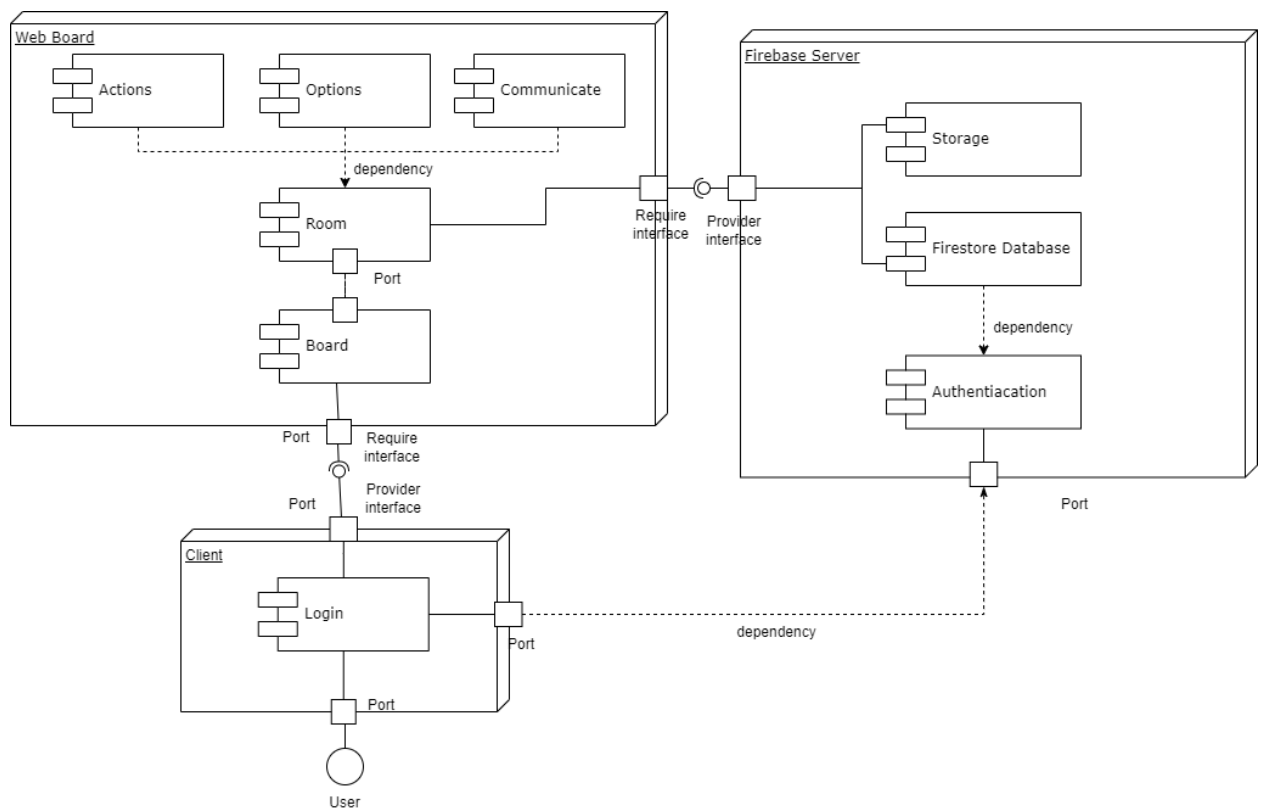 Web Board
Actions
Options
Communicate
dependency
Room
Port
Board
Require
interface
Provider
interface
Firebase Server
Storage
Firestore Database
dependency
Authentiacation
Port
Port
Require
interface
Port
Provider
interface
Client
Login
Port
dependency
Port
User